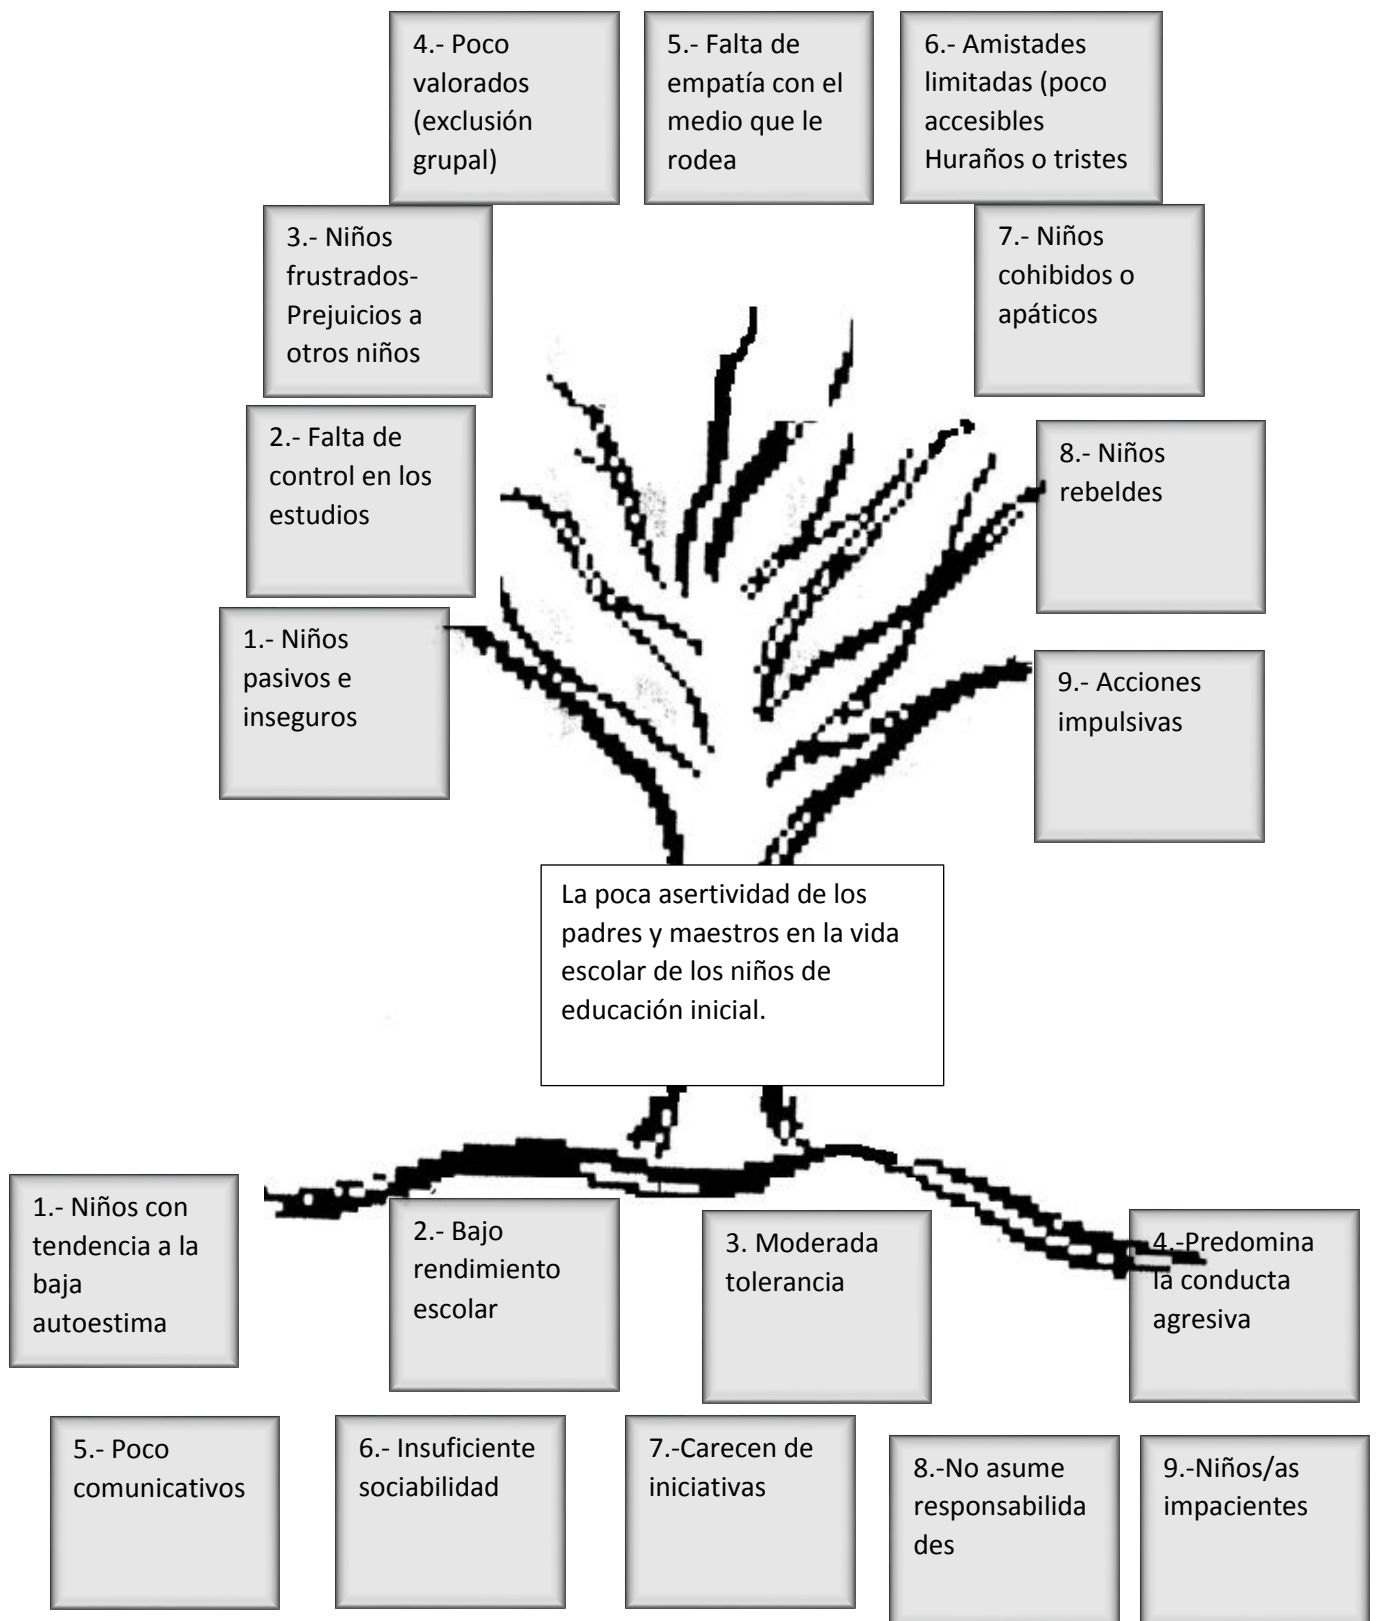 4.- Poco
valorados
(exclusión
grupal)
5.- Falta de
empatía con el
medio que le
rodea
6.- Amistades
limitadas (poco
accesibles
Huraños o tristes
3.- Niños
frustrados-
Prejuicios a
otros niños
7.- Niños
cohibidos o
apáticos
2.- Falta de
control en los
estudios
8.- Niños
rebeldes
1.- Niños
pasivos e
inseguros
9.- Acciones
impulsivas
La poca asertividad de los
padres y maestros en la vida
escolar de los niños de
educación inicial.
1.- Niños con
tendencia a la
baja
autoestima
2.- Bajo
rendimiento
escolar
3. Moderada
tolerancia
4.-Predomina
la conducta
agresiva
5.- Poco
comunicativos
6.- Insuficiente
sociabilidad
7.-Carecen de
iniciativas
8.-No asume
responsabilida
des
9.-Niños/as
impacientes